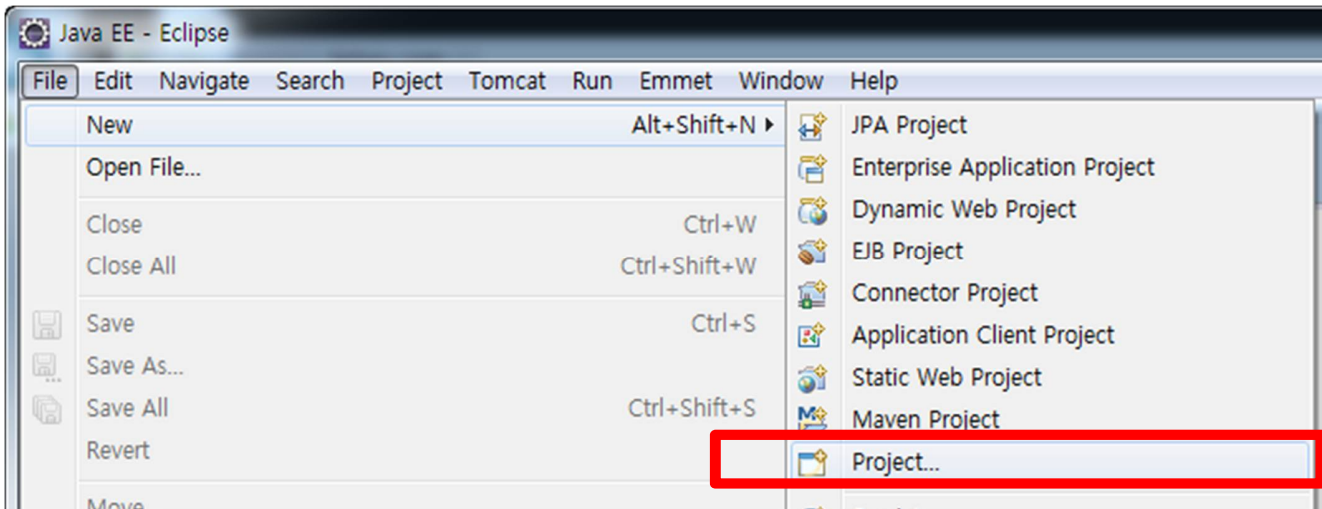 Java EE - Eclipse
File Edit Navigate Search Project Tomcat Run Emmet Window Help
New Alt+Shift+N
Open File...
Close Ctrl+W
Close All Ctrl+Shift+W
Save Ctrl+S
Save As...
Save All Ctrl+Shift+S
Revert
Move
JPA Project
Enterprise Application Project
Dynamic Web Project
EJB Project
Connector Project
Application Client Project
Static Web Project
Maven Project
Project...